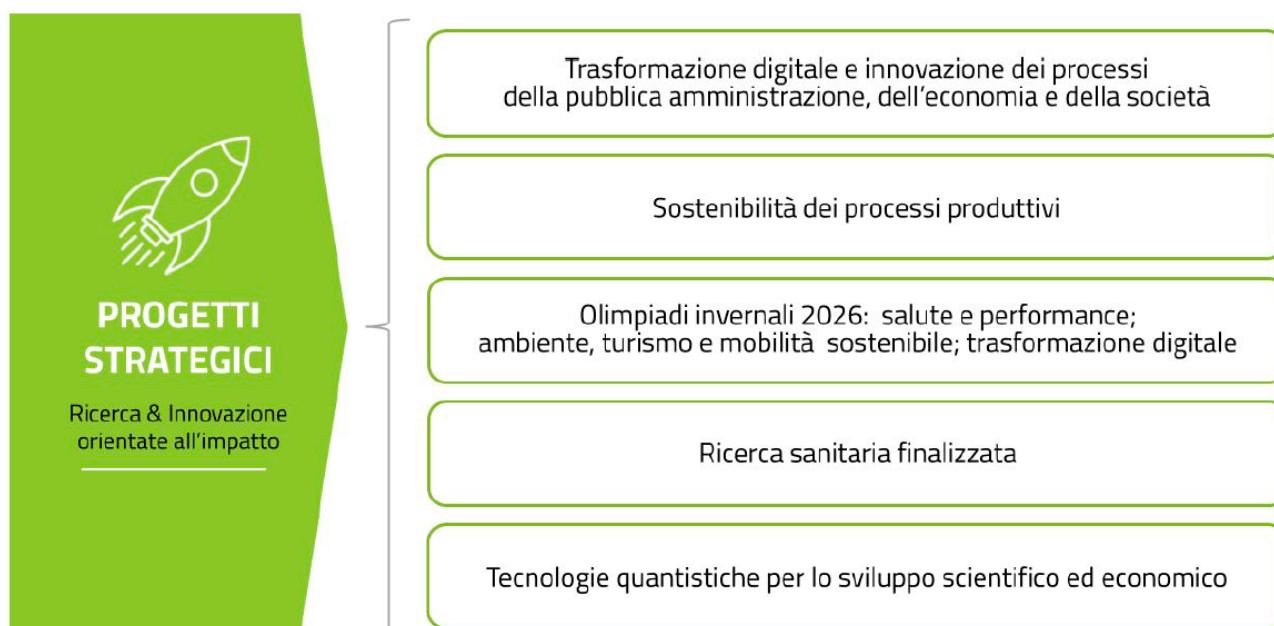 PROGETTI
STRATEGICI
Ricerca & Innovazione
orientate all'impatto
Trasformazione digitale e innovazione dei processi
della pubblica amministrazione, dell'economia e della società
Sostenibilità dei processi produttivi
Olimpiadi invernali 2026: salute e performance;
ambiente, turismo e mobilità sostenibile; trasformazione digitale
Ricerca sanitaria finalizzata
Tecnologie quantistiche per lo sviluppo scientifico ed economico